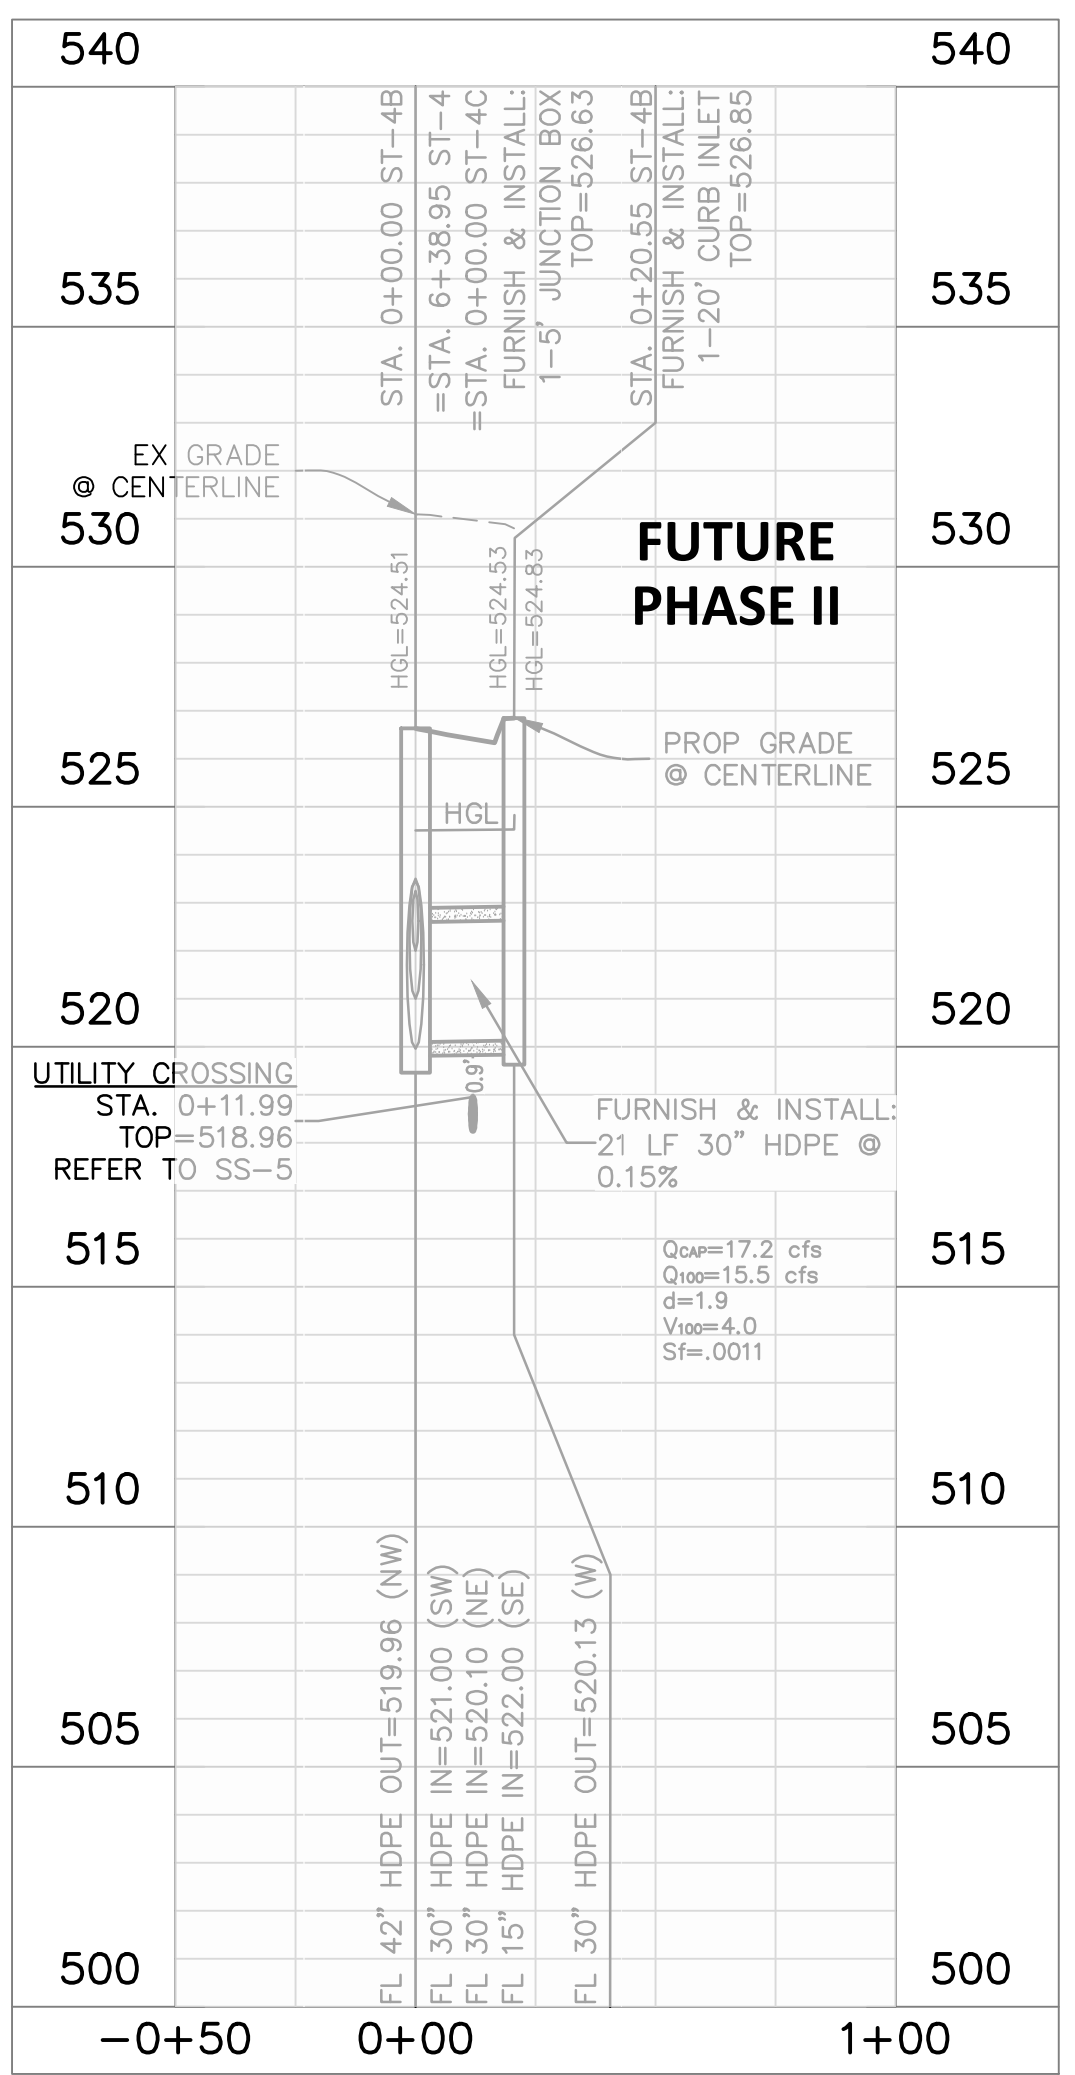 540
540
STA. 0+00.00 ST-4B
=STA. 6+38.95 ST-4
=STA. 0+00.00 ST-4C
FURNISH & INSTALL:
1-5' JUNCTION BOX
TOP=526.63
STA. 0+20.55 ST-4B
FURNISH & INSTALL:
1-20' CURB INLET
TOP=526.85
535
535
EX GRADE
@ CENTERLINE
530
530
FUTURE
PHASE II
HGL=524.51
HGL=524.53
HGL=524.83
PROP GRADE
@ CENTERLINE
525
525
HGL
520
520
UTILITY CROSSING
STA. 0+11.99
TOP=518.96
REFER TO SS-5
0.9'
FURNISH & INSTALL:
21 LF 30" HDPE @
0.15%
515
515
QCAP=17.2 cfs
Q100=15.5 cfs
d=1.9
V100=4.0
Sf=.0011
510
510
FL 42" HDPE OUT=519.96 (NW)
FL 30" HDPE IN=521.00 (SW)
FL 30" HDPE IN=520.10 (NE)
FL 15" HDPE IN=522.00 (SE)
FL 30" HDPE OUT=520.13 (W)
505
505
500
500
-0+50
0+00
1+00